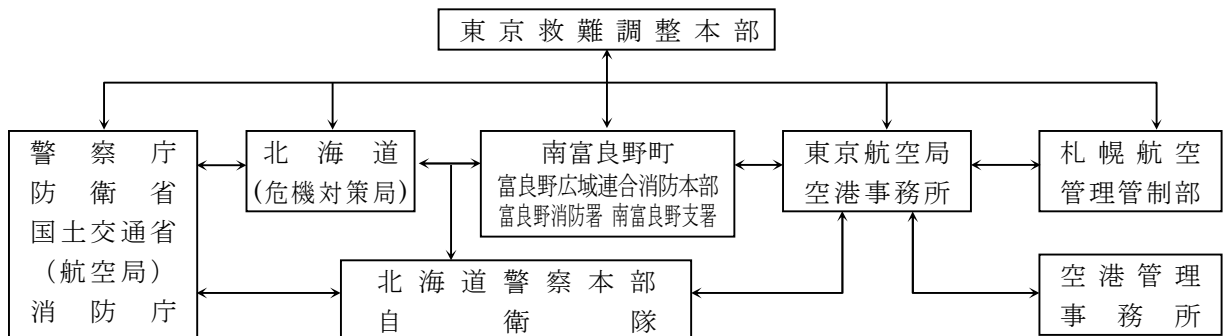 東京救難調整本部
警察庁
防衛省
国土交通省
(航空局)
消防庁
北海道
(危機対策局)
南富良野町
富良野広域連合消防本部
富良野消防署 南富良野支署
東京航空局
空港事務所
札幌航空
管理管制部
北海道警察本部
自衛隊
空港管理
事務所